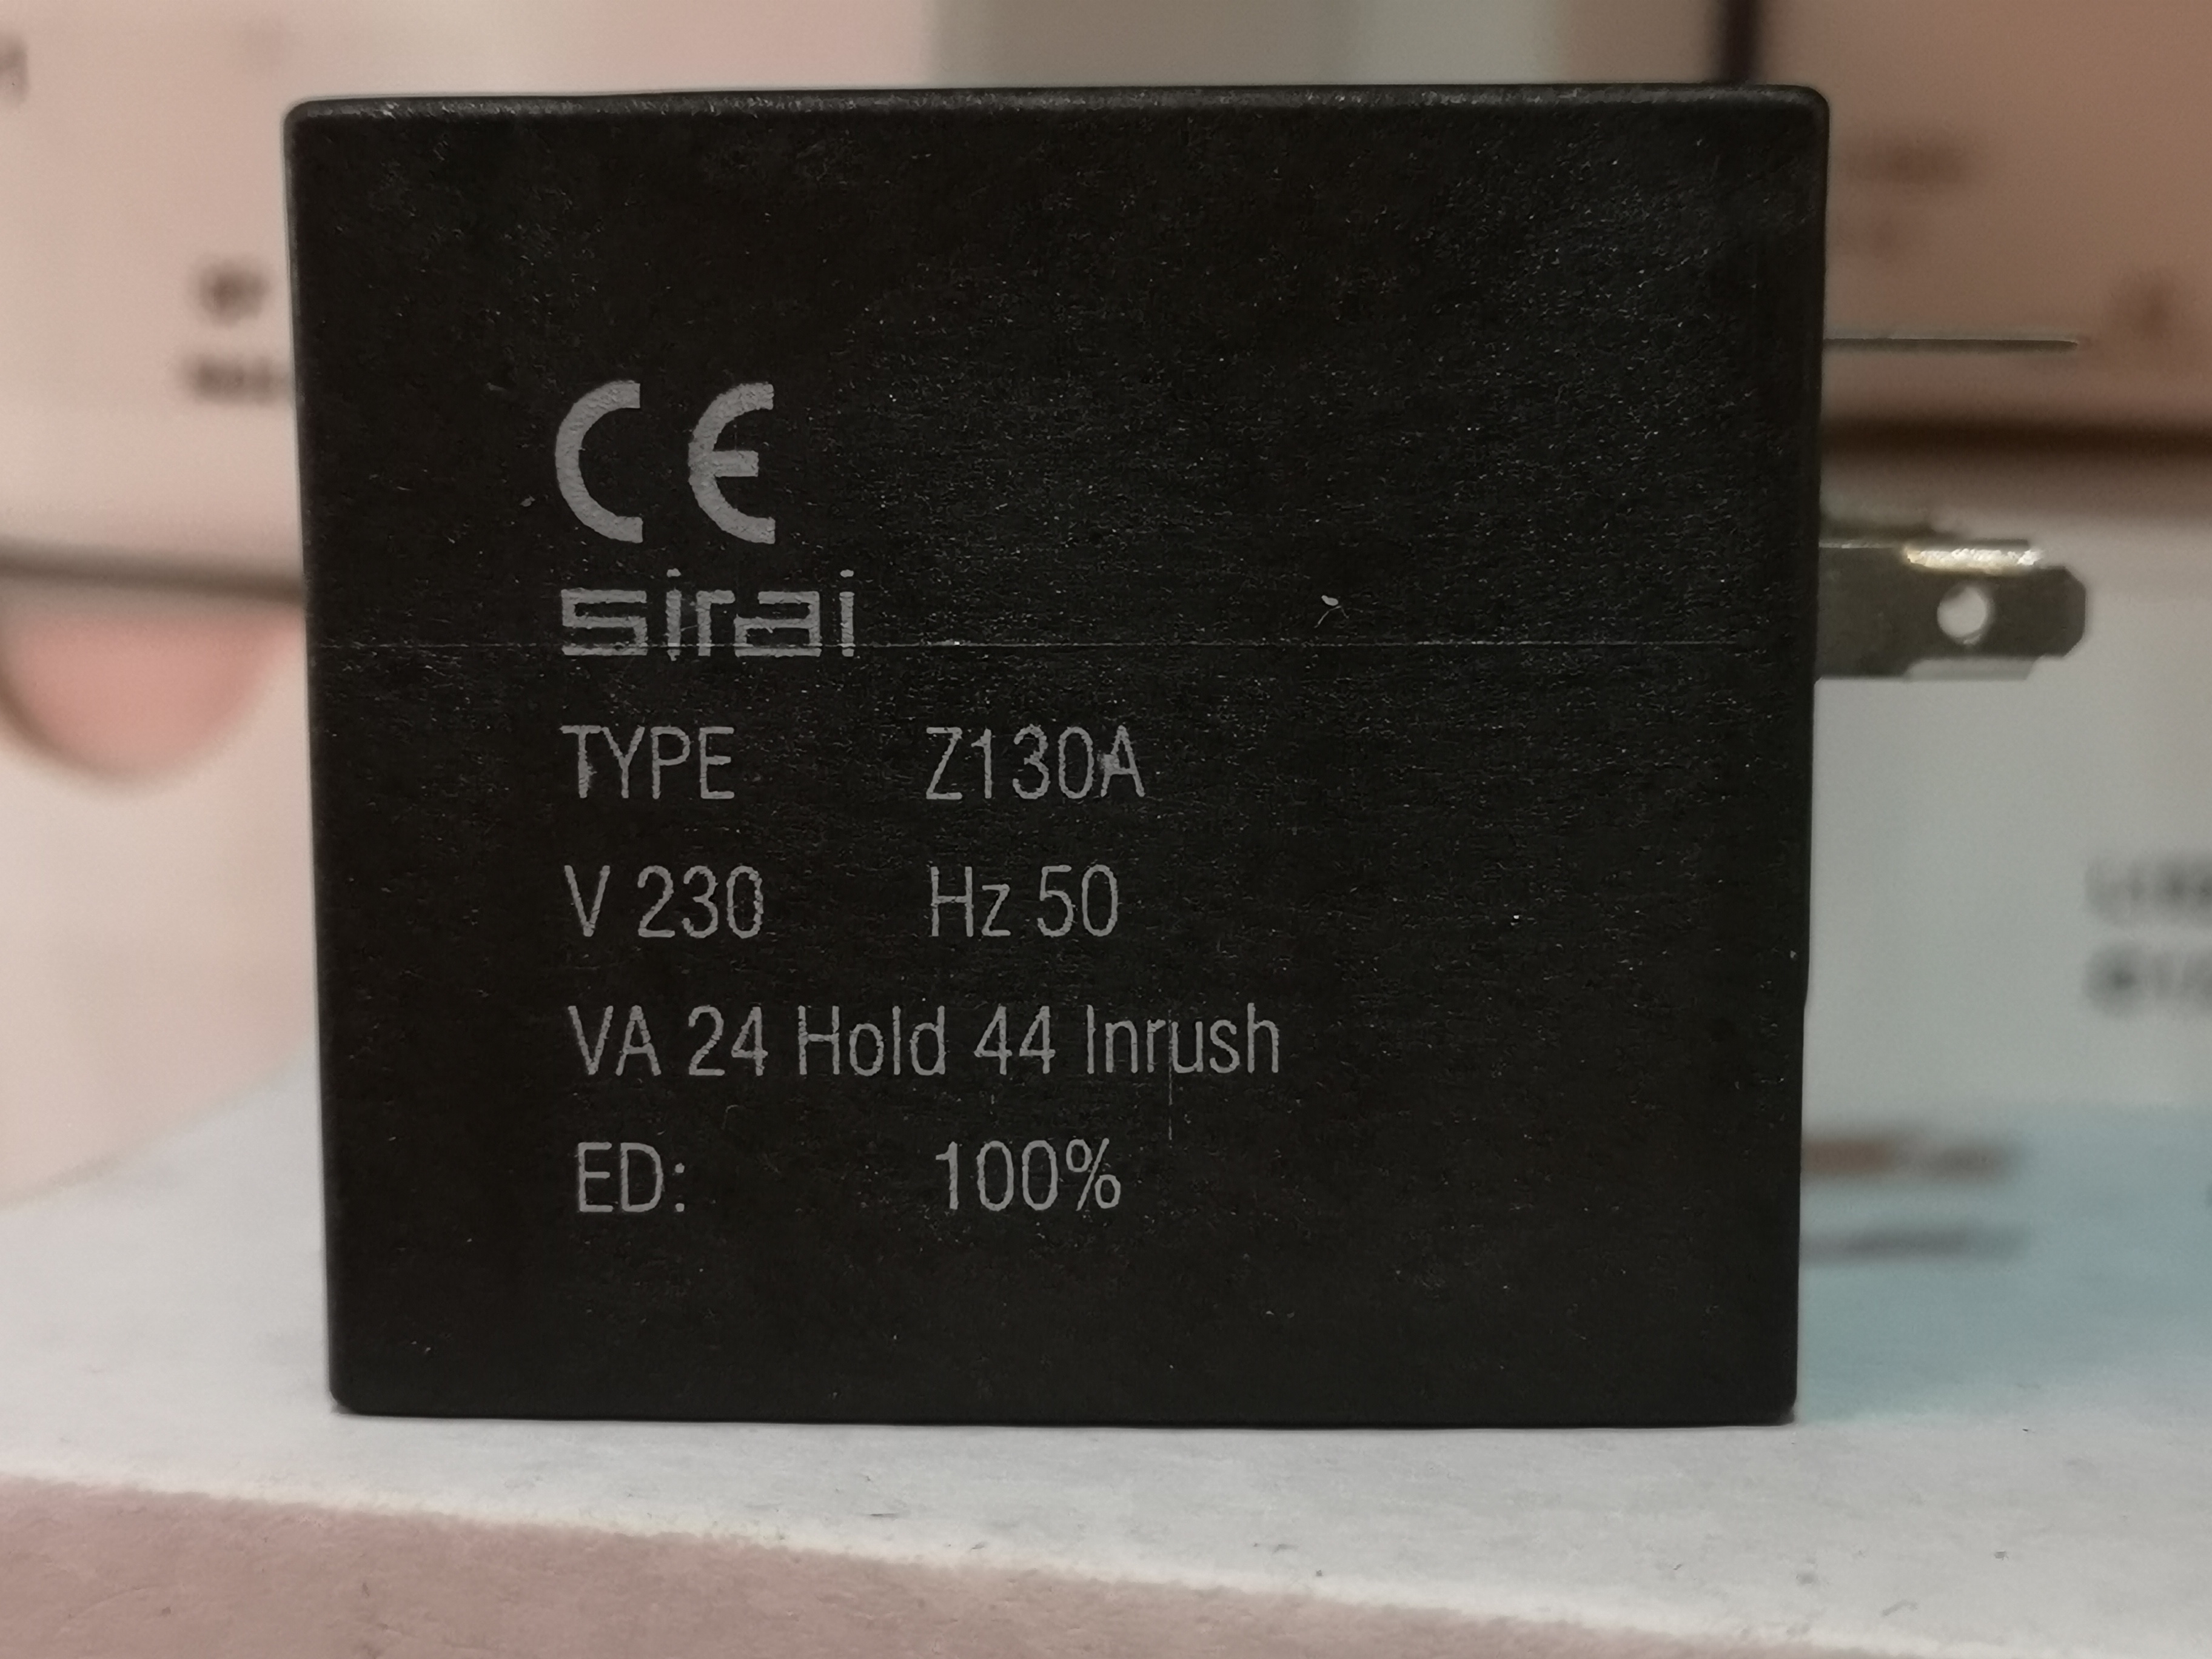 CE
sirai
TYPE Z130A
V 230 Hz 50
VA 24 Hold 44 Inrush
ED: 100%